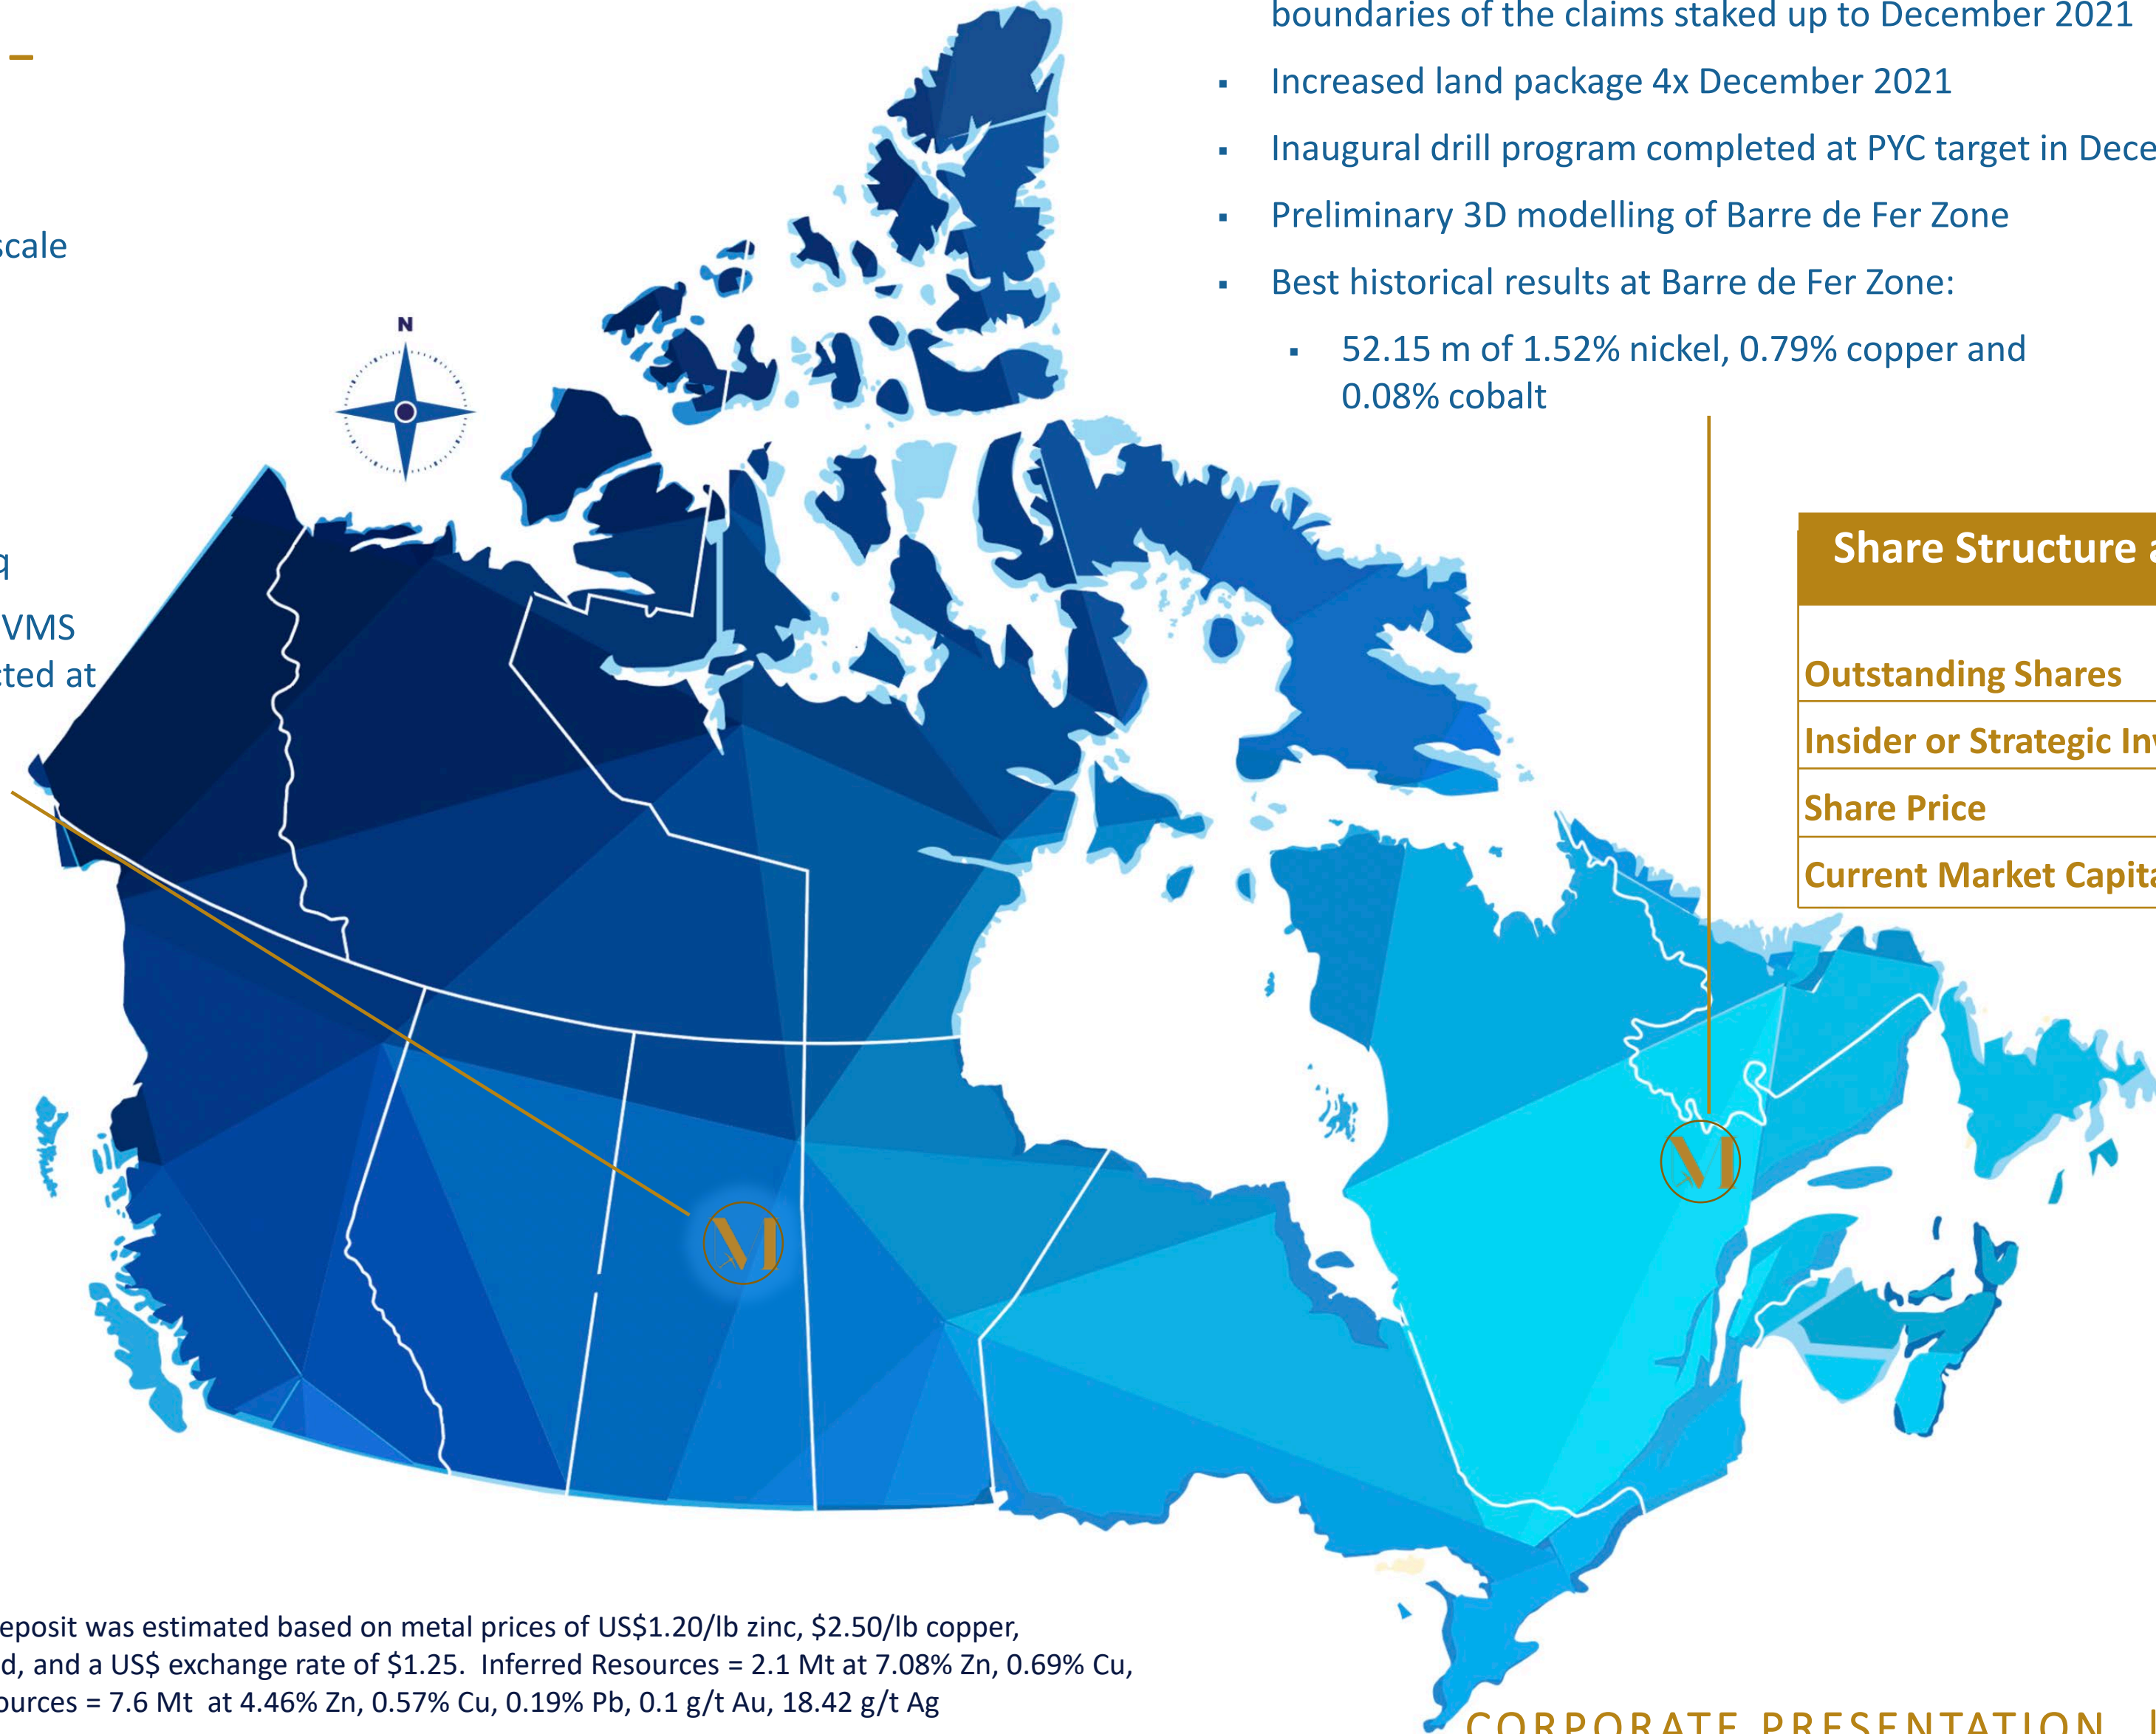 boundaries of the claims staked up to December 2021
▪ Increased land package 4x December 2021
▪ Inaugural drill program completed at PYC target in Dece
▪ Preliminary 3D modelling of Barre de Fer Zone
▪ Best historical results at Barre de Fer Zone:
▪ 52.15 m of 1.52% nickel, 0.79% copper and
0.08% cobalt
–
scale
q
VMS
cted at
N
Share Structure a
Outstanding Shares
Insider or Strategic Inv
Share Price
Current Market Capita
M
M
eposit was estimated based on metal prices of US$1.20/lb zinc, $2.50/lb copper,
d, and a US$ exchange rate of $1.25. Inferred Resources = 2.1 Mt at 7.08% Zn, 0.69% Cu,
ources = 7.6 Mt at 4.46% Zn, 0.57% Cu, 0.19% Pb, 0.1 g/t Au, 18.42 g/t Ag
CORPORATE PRESENTATION